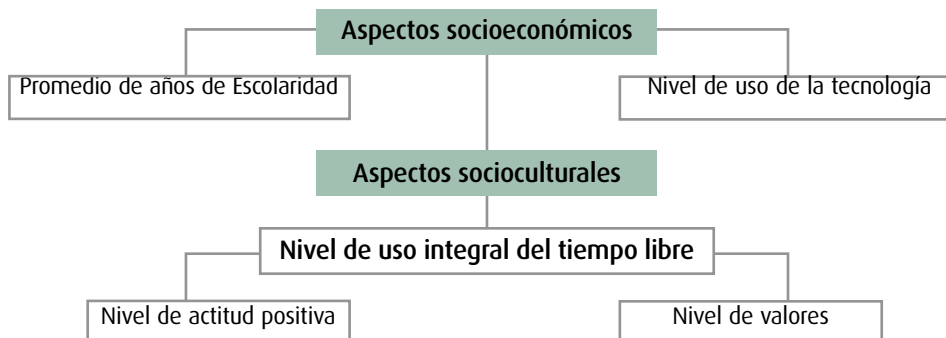 Aspectos socioeconómicos
Promedio de años de Escolaridad
Nivel de uso de la tecnología
Aspectos socioculturales
Nivel de uso integral del tiempo libre
Nivel de actitud positiva
Nivel de valores